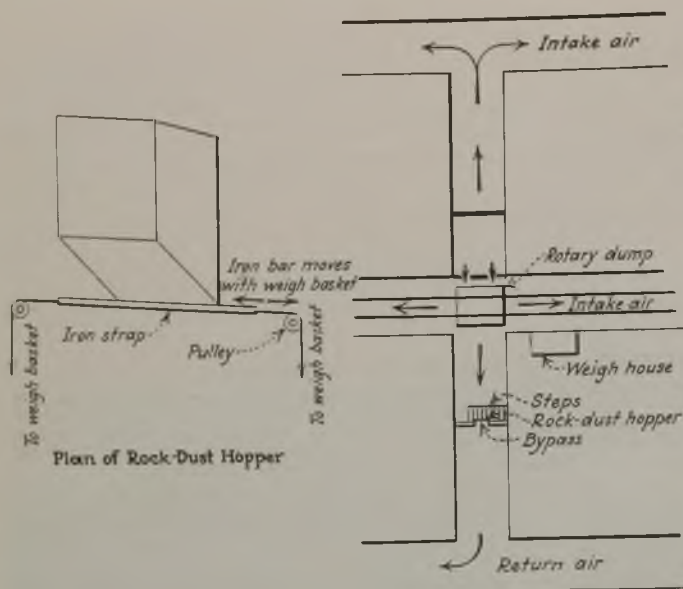 Intake air
Iron bar moves
with weigh basket
Iron strap
Pulley
To weigh basket
To weigh basket
Plan of Rock-Dust Hopper
Rotary dump
Intake air
Weigh house
Steps
Rock-dust hopper
Bypass
Return air